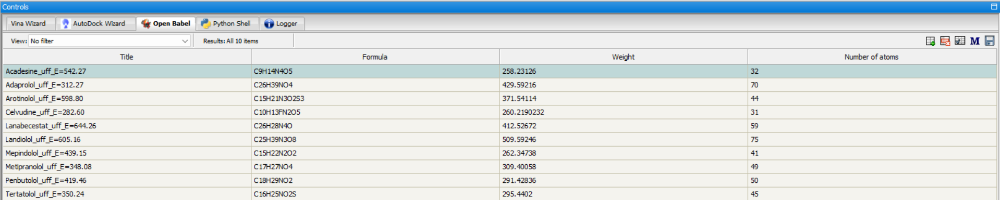 Controls
Vina Wizard AutoDock Wizard Open Babel Python Shell Logger
View: No filter Results: All 10 items M
Title Formula Weight Number of atoms
Acadesine_uff_E=542.27 C9H14N4O5 258.23126 32
Adaprolol_uff_E=312.27 C26H39NO4 429.59216 70
Arotinolol_uff_E=598.80 C15H21N3O2S3 371.54114 44
Celvudine_uff_E=282.60 C10H13FN2O5 260.2190232 31
Lanabecestat_uff_E=644.26 C26H28N4O 412.52672 59
Landiolol_uff_E=605.16 C25H39N3O8 509.59246 75
Mepindolol_uff_E=439.15 C15H22N2O2 262.34738 41
Metipranolol_uff_E=348.08 C17H27NO4 309.40058 49
Penbutolol_uff_E=419.46 C18H29NO2 291.42836 50
Tertatolol_uff_E=350.24 C16H25NO2S 295.4402 45